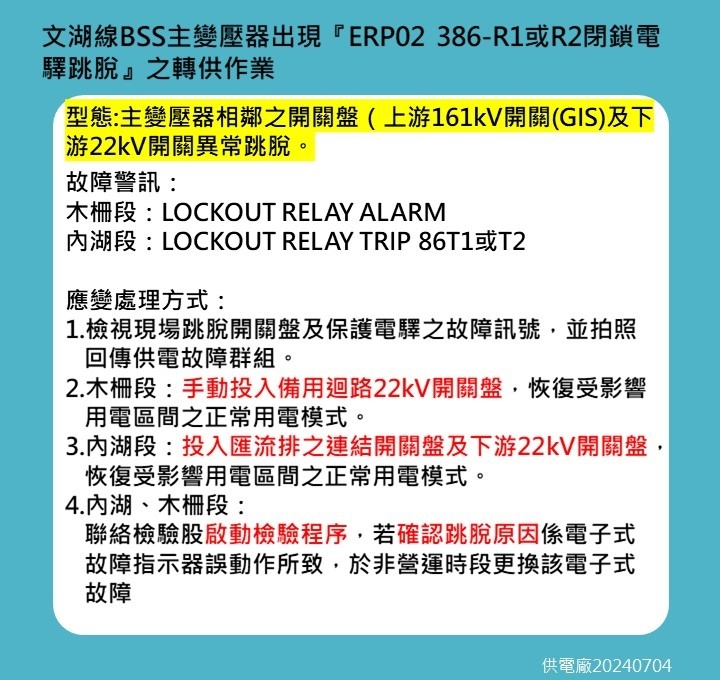 文湖線BSS主變壓器出現『ERP02 386-R1或R2閉鎖電
驛跳脫』之轉供作業
型態:主變壓器相鄰之開關盤（上游161kV開關(GIS)及下
游22kV開關異常跳脫。
故障警訊：
木柵段：LOCKOUT RELAY ALARM
內湖段：LOCKOUT RELAY TRIP 86T1或T2
應變處理方式：
1.檢視現場跳脫開關盤及保護電驛之故障訊號，並拍照
回傳供電故障群組。
2.木柵段：手動投入備用迴路22kV開關盤，恢復受影響
用電區間之正常用電模式。
3.內湖段：投入匯流排之連結開關盤及下游22kV開關盤，
恢復受影響用電區間之正常用電模式。
4.內湖、木柵段：
聯絡檢驗股啟動檢驗程序，若確認跳脫原因係電子式
故障指示器誤動作所致，於非營運時段更換該電子式
故障
供電廠20240704